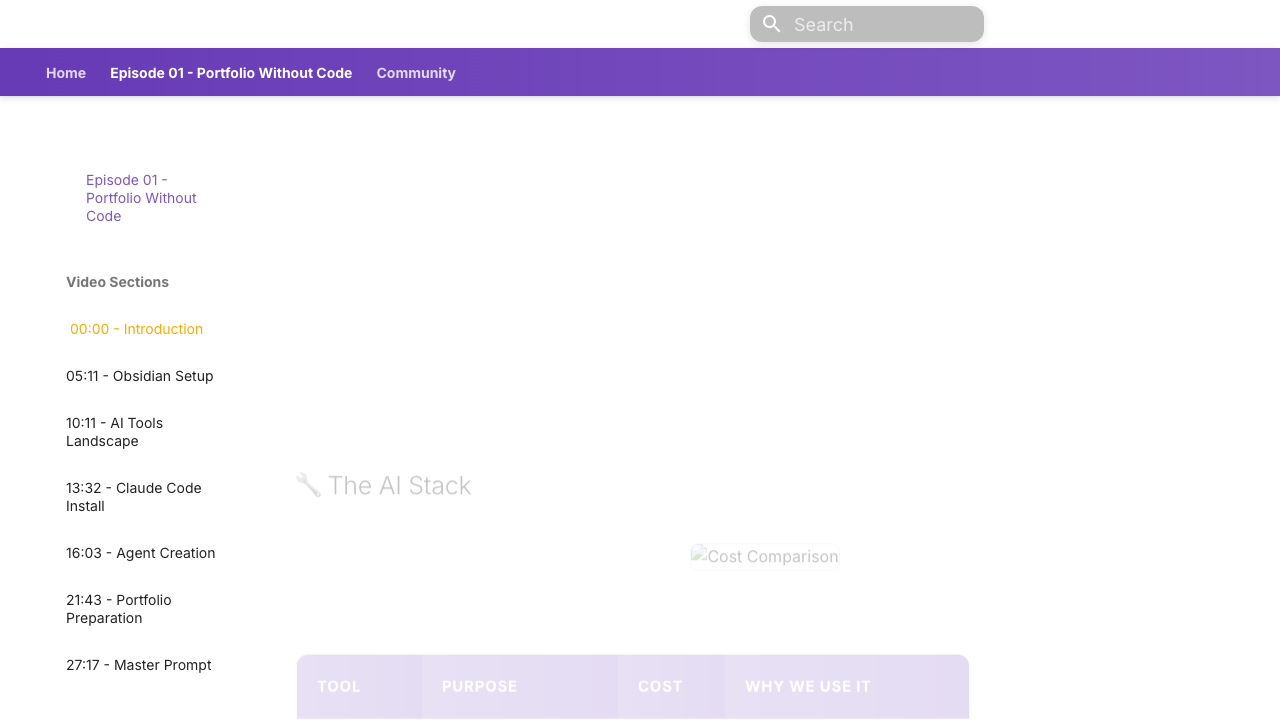 Search
Home Episode 01 - Portfolio Without Code Community
Episode 01 -
Portfolio Without
Code
Video Sections
00:00 - Introduction
05:11 - Obsidian Setup
10:11 - AI Tools
Landscape
13:32 - Claude Code
Install
16:03 - Agent Creation
21:43 - Portfolio
Preparation
27:17 - Master Prompt
🔧 The AI Stack
Cost Comparison
TOOL PURPOSE COST WHY WE USE IT